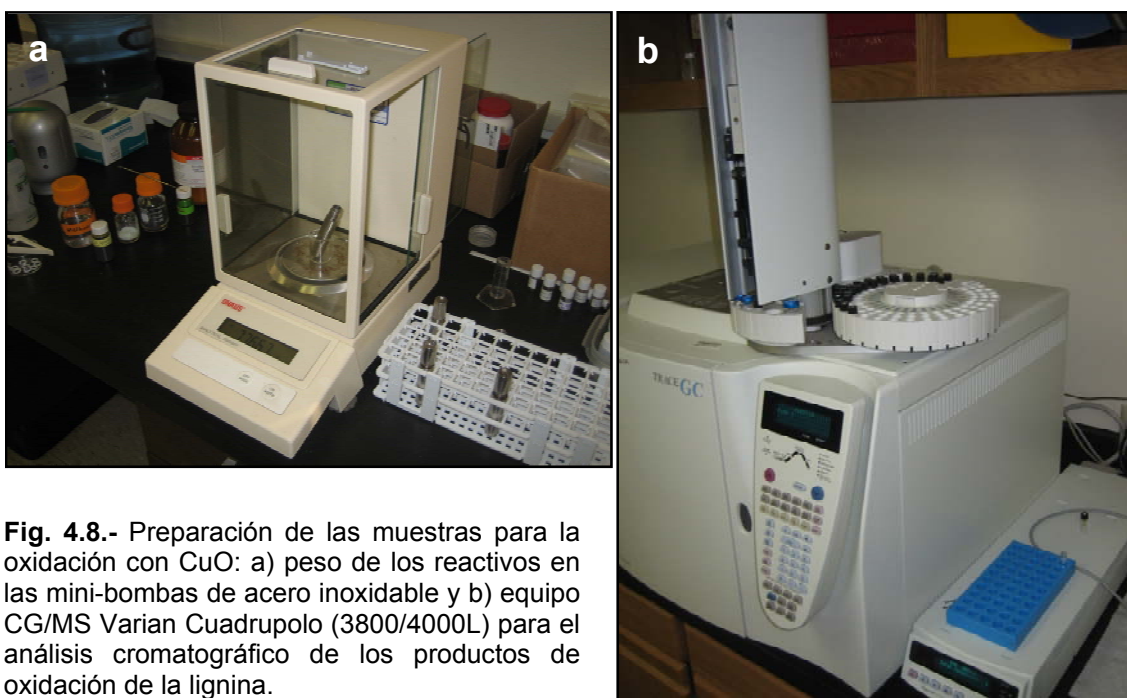 a
b
TRACE GC
Fig. 4.8.- Preparación de las muestras para la
oxidación con CuO: a) peso de los reactivos en
las mini-bombas de acero inoxidable y b) equipo
CG/MS Varian Cuadrupolo (3800/4000L) para el
análisis cromatográfico de los productos de
oxidación de la lignina.